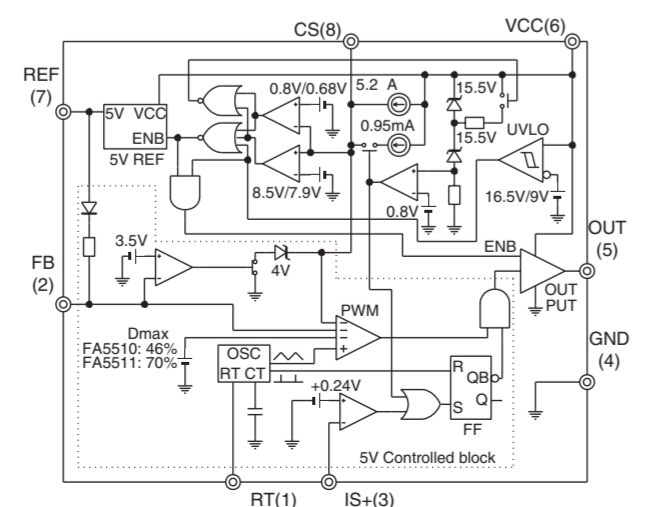 CS(8)
VCC(6)
REF
(7)
5V VCC
ENB
5V REF
0.8V/0.68V
8.5V/7.9V
5.2 A
0.95mA
15.5V
15.5V
UVLO
16.5V/9V
0.8V
OUT
(5)
ENB
OUT
PUT
FB
(2)
3.5V
4V
PWM
Dmax
FA5510: 46%
FA5511: 70%
OSC
RT CT
+0.24V
R
QB
Q
S
FF
GND
(4)
5V Controlled block
RT(1)
IS+(3)